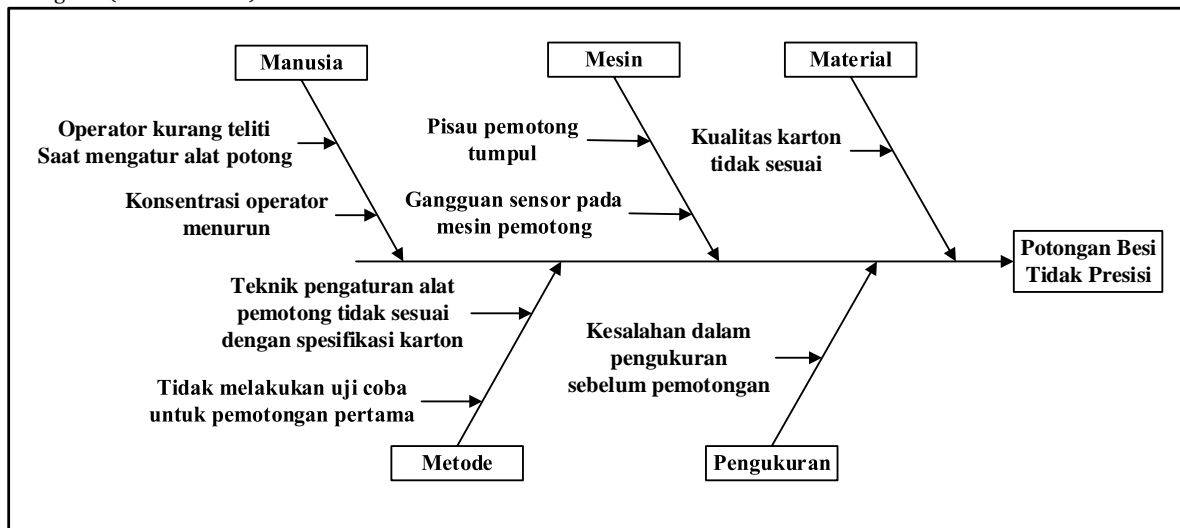 Manusia
Mesin
Material
Operator kurang teliti
Saat mengatur alat potong
Konsentrasi operator
menurun
Pisau pemotong
tumpul
Gangguan sensor pada
mesin pemotong
Kualitas karton
tidak sesuai
Potongan Besi
Tidak Presisi
Teknik pengaturan alat
pemotong tidak sesuai
dengan spesifikasi karton
Tidak melakukan uji coba
untuk pemotongan pertama
Kesalahan dalam
pengukuran
sebelum pemotongan
Metode
Pengukuran